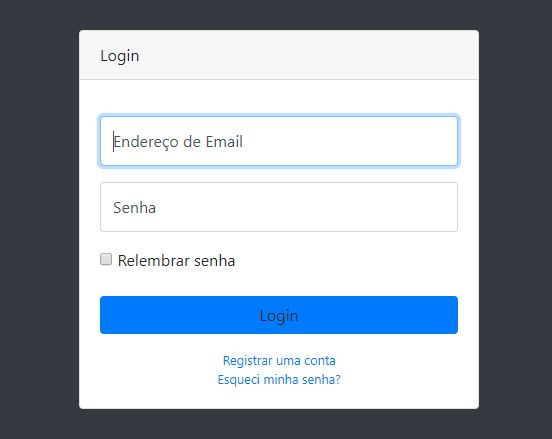 Login
Endereço de Email
Senha
Relembrar senha
Login
Registrar uma conta
Esqueci minha senha?